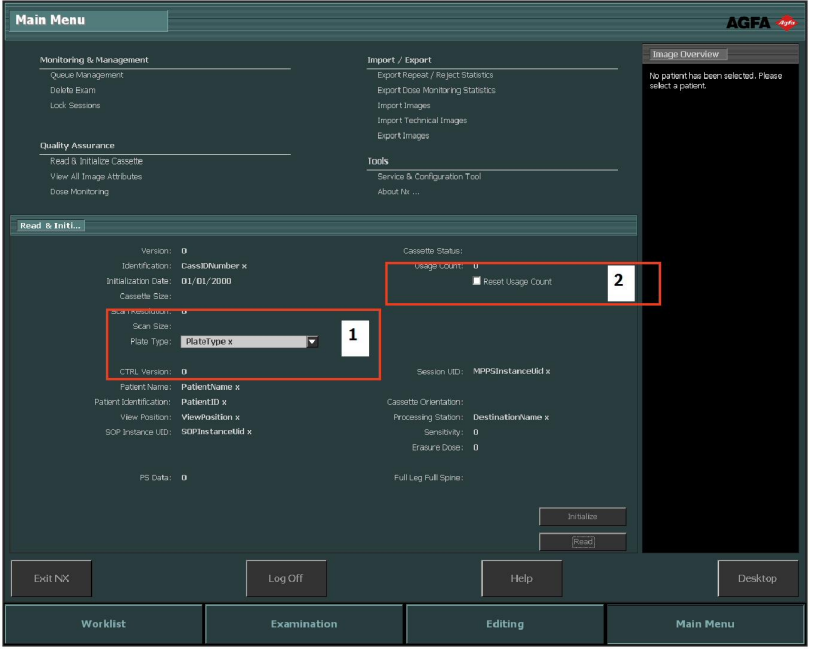 Main Menu
AGFA
Agfa
Monitoring & Management
Queue Management
Delete Exam
Lock Sessions
Quality Assurance
Read & Initialize Cassette
View All Image Attributes
Dose Monitoring
Import / Export
Export Repeat / Reject Statistics
Export Dose Monitoring Statistics
Import Images
Import Technical Images
Export Images
Tools
Service & Configuration Tool
About Nx ...
Image Overview
No patient has been selected. Please
select a patient.
Read & Initi...
Version: 0
Identification: CassIDNumber x
Initialization Date: 01/01/2000
Cassette Size:
Scan Resolution: 0
Scan Size:
Plate Type: PlateType x
1
CTRL Version: 0
Patient Name: PatientName x
Patient Identification: PatientID x
View Position: ViewPosition x
SOP Instance UID: SOPInstanceUid x
PS Data: 0
Cassette Status:
Usage Count: 0
Reset Usage Count
2
Session UID: MPPSInstanceUid x
Cassette Orientation:
Processing Station: DestinationName x
Sensitivity: 0
Erasure Dose: 0
Full Leg Full Spine:
Initialize
Read
Exit NX
Log Off
Help
Desktop
Worklist
Examination
Editing
Main Menu